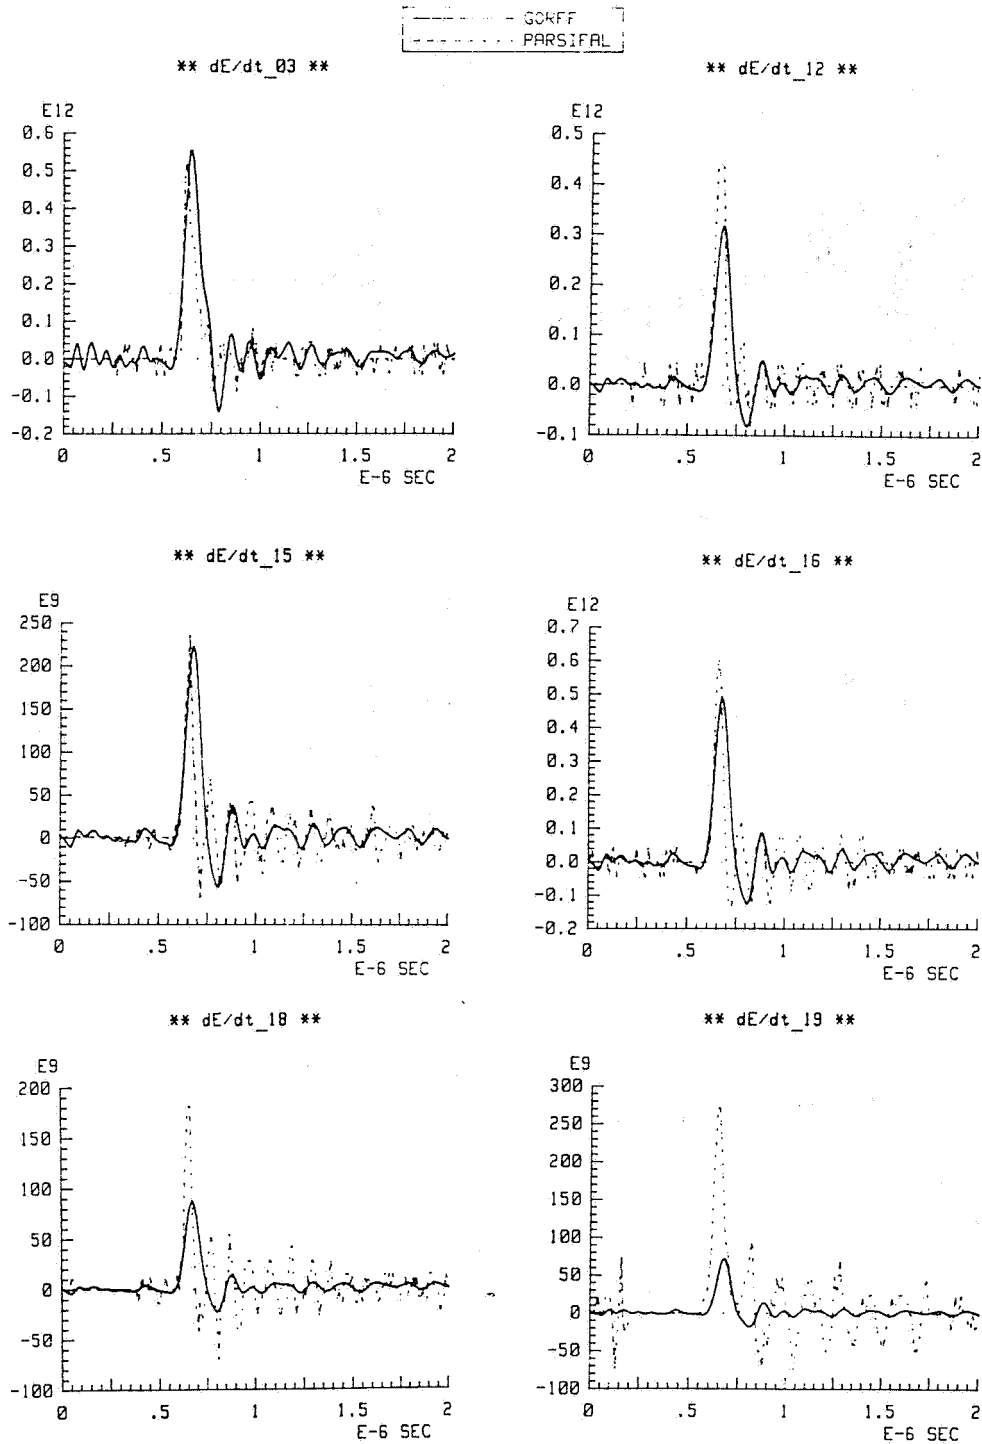 GORFF
PARSIFAL
** dE/dt_03 **
E12
0.6
0.5
0.4
0.3
0.2
0.1
0.0
-0.1
-0.2
0 .5 1 1.5 2
E-6 SEC
** dE/dt_12 **
E12
0.5
0.4
0.3
0.2
0.1
0.0
-0.1
0 .5 1 1.5 2
E-6 SEC
** dE/dt_15 **
E9
250
200
150
100
50
0
-50
-100
0 .5 1 1.5 2
E-6 SEC
** dE/dt_16 **
E12
0.7
0.6
0.5
0.4
0.3
0.2
0.1
0.0
-0.1
-0.2
0 .5 1 1.5 2
E-6 SEC
** dE/dt_18 **
E9
200
150
100
50
0
-50
-100
0 .5 1 1.5 2
E-6 SEC
** dE/dt_19 **
E9
300
250
200
150
100
50
0
-50
-100
0 .5 1 1.5 2
E-6 SEC